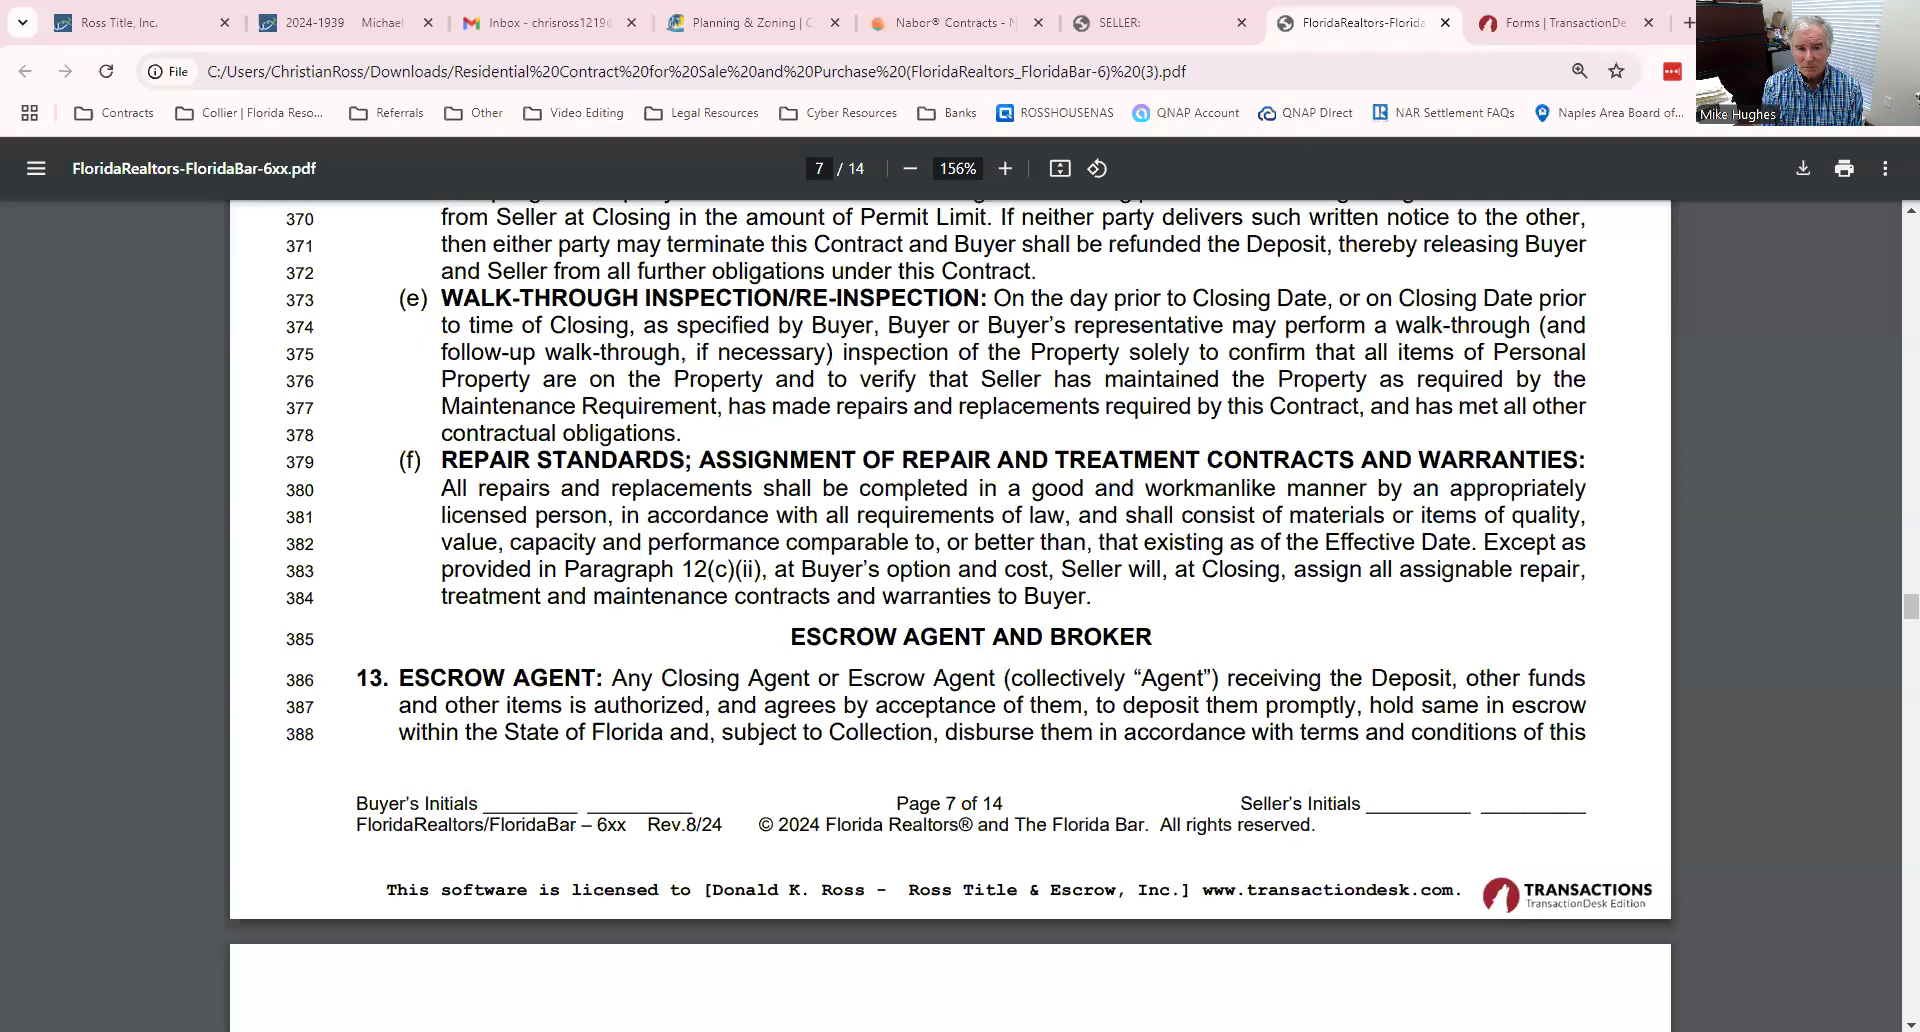 Ross Title, Inc.
2024-1939 Michael
Inbox - chrisross1219@
Planning & Zoning | C
Nabor® Contracts - N
SELLER:
FloridaRealtors-Florida
Forms | TransactionDe
File
C:/Users/ChristianRoss/Downloads/Residential%20Contract%20for%20Sale%20and%20Purchase%20(FloridaRealtors_FloridaBar-6)%20(3).pdf
Contracts
Collier | Florida Reso...
Referrals
Other
Video Editing
Legal Resources
Cyber Resources
Banks
ROSSHOUSENAS
QNAP Account
QNAP DIrect
NAR Settlement FAQs
Naples Area Board of...
Mike Hughes
FloridaRealtors-FloridaBar-6xx.pdf
7 / 14
156%
370 from Seller at Closing in the amount of Permit Limit. If neither party delivers such written notice to the other,
371 then either party may terminate this Contract and Buyer shall be refunded the Deposit, thereby releasing Buyer
372 and Seller from all further obligations under this Contract.
373 (e) WALK-THROUGH INSPECTION/RE-INSPECTION: On the day prior to Closing Date, or on Closing Date prior
374 to time of Closing, as specified by Buyer, Buyer or Buyer’s representative may perform a walk-through (and
375 follow-up walk-through, if necessary) inspection of the Property solely to confirm that all items of Personal
376 Property are on the Property and to verify that Seller has maintained the Property as required by the
377 Maintenance Requirement, has made repairs and replacements required by this Contract, and has met all other
378 contractual obligations.
379 (f) REPAIR STANDARDS; ASSIGNMENT OF REPAIR AND TREATMENT CONTRACTS AND WARRANTIES:
380 All repairs and replacements shall be completed in a good and workmanlike manner by an appropriately
381 licensed person, in accordance with all requirements of law, and shall consist of materials or items of quality,
382 value, capacity and performance comparable to, or better than, that existing as of the Effective Date. Except as
383 provided in Paragraph 12(c)(ii), at Buyer’s option and cost, Seller will, at Closing, assign all assignable repair,
384 treatment and maintenance contracts and warranties to Buyer.
385 ESCROW AGENT AND BROKER
386 13. ESCROW AGENT: Any Closing Agent or Escrow Agent (collectively “Agent”) receiving the Deposit, other funds
387 and other items is authorized, and agrees by acceptance of them, to deposit them promptly, hold same in escrow
388 within the State of Florida and, subject to Collection, disburse them in accordance with terms and conditions of this
Buyer’s Initials _________ __________ Page 7 of 14 Seller’s Initials __________ __________
FloridaRealtors/FloridaBar – 6xx Rev.8/24 © 2024 Florida Realtors® and The Florida Bar. All rights reserved.
This software is licensed to [Donald K. Ross - Ross Title & Escrow, Inc.] www.transactiondesk.com.
TRANSACTIONS
TransactionDesk Edition